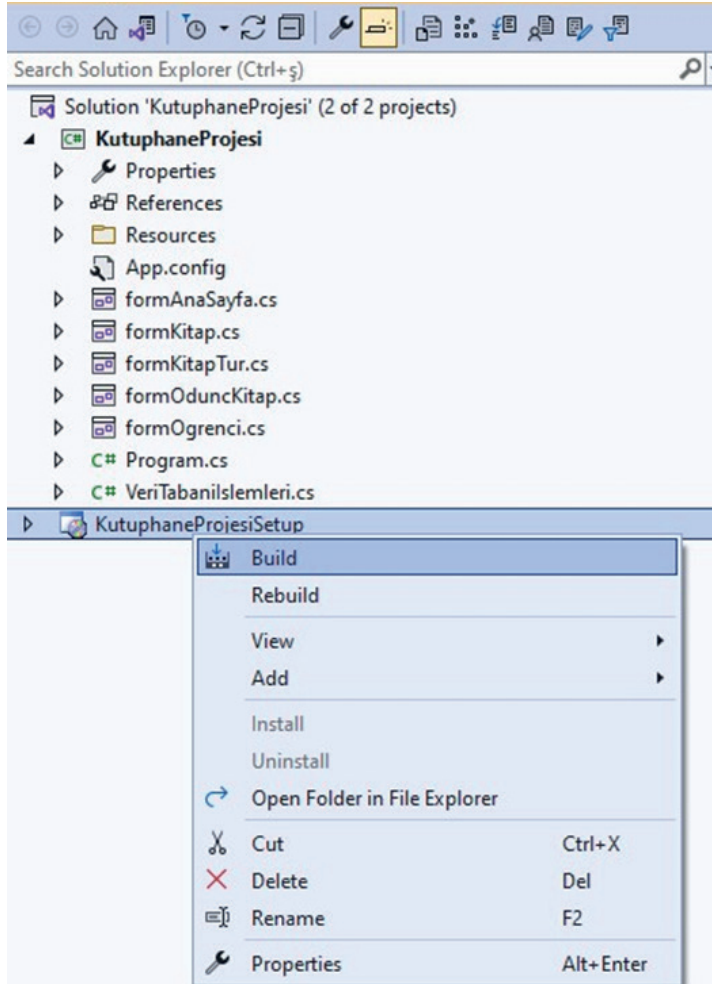 Search Solution Explorer (Ctrl+ş)
Solution 'KutuphaneProjesi' (2 of 2 projects)
C# KutuphaneProjesi
Properties
References
Resources
App.config
formAnaSayfa.cs
formKitap.cs
formKitapTur.cs
formOduncKitap.cs
formOgrenci.cs
C# Program.cs
C# VeriTabaniIslemleri.cs
KutuphaneProjesiSetup
Build
Rebuild
View
Add
Install
Uninstall
Open Folder in File Explorer
Cut Ctrl+X
Delete Del
Rename F2
Properties Alt+Enter